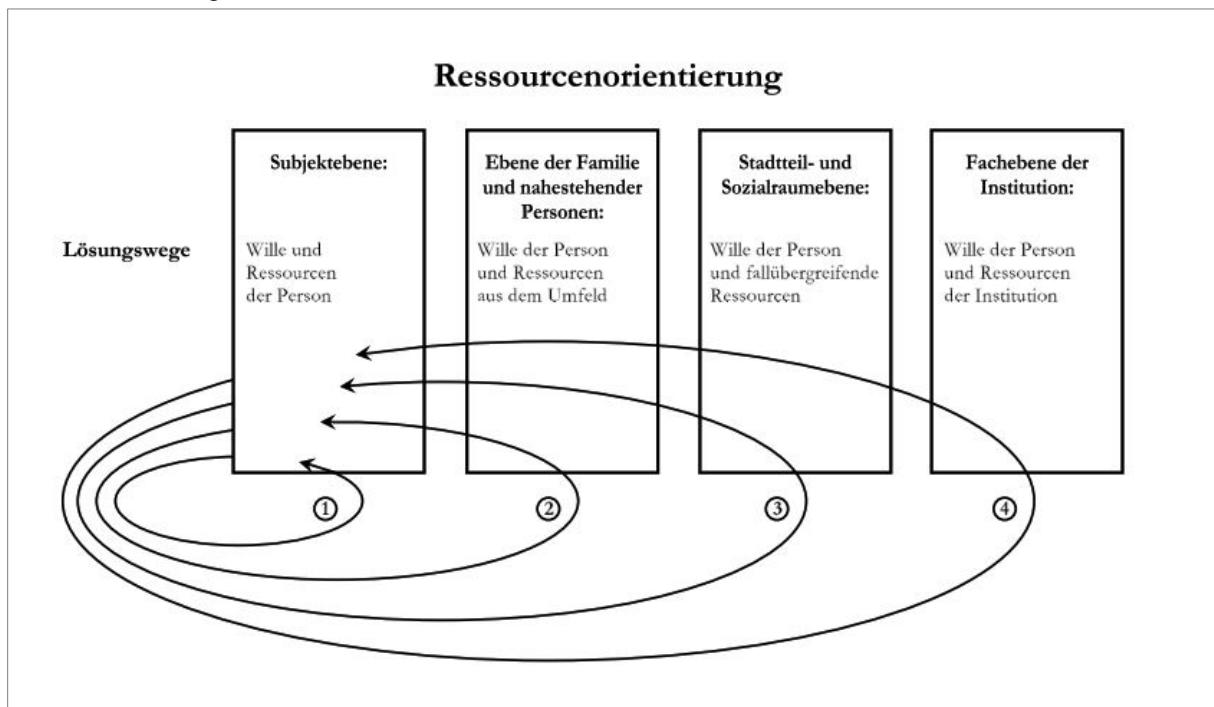 Ressourcenorientierung
Subjektebene:
Wille und
Ressourcen
der Person
Ebene der Familie
und nahestehender
Personen:
Wille der Person
und Ressourcen
aus dem Umfeld
Stadtteil- und
Sozialraumebene:
Wille der Person
und fallübergreifende
Ressourcen
Fachebene der
Institution:
Wille der Person
und Ressourcen
der Institution
Lösungswege
1
2
3
4